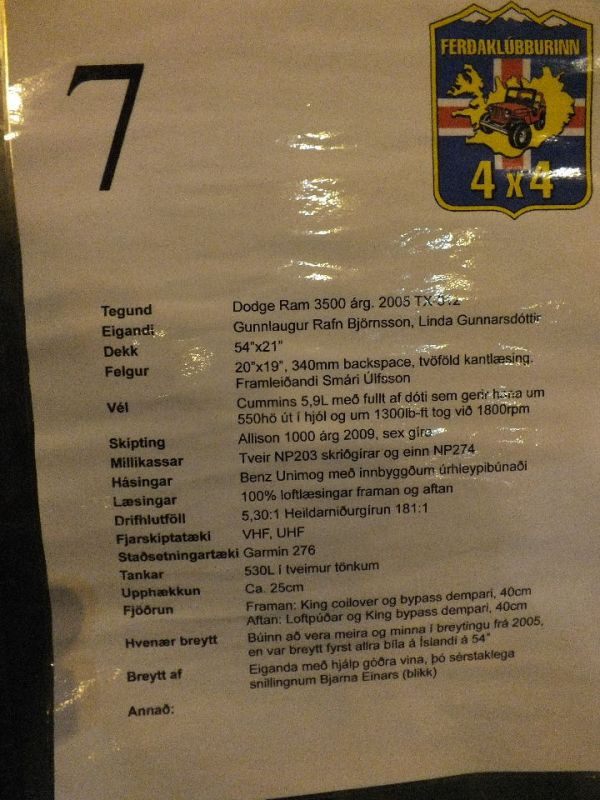 FERÐAKLÚBBURINN
4x4
7
Tegund Dodge Ram 3500 árg. 2005
Eigandi Gunnlaugur Rafn Björnsson, Linda Gunnarsdóttir
Dekk 54"x21"
Felgur 20"x19", 340mm backspace, tvöföld kantlæsing.
Framleiðandi Smári Úlfsson
Vél Cummins 5,9L með fullt af dóti sem gerir hana um
550hö út í hjól og um 1300lb-ft tog við 1800rpm
Skipting Allison 1000 árg 2009, sex gíra
Millikassar Tveir NP203 skriðgírar og einn NP274
Hásingar Benz Unimog með innbyggðum úrhleypibúnaði
Læsingar 100% loftlæsingar framan og aftan
Drifhlutföll 5,30:1 Heildarniðurgírun 181:1
Fjarskiptatæki VHF, UHF
Staðsetningartæki Garmin 276
Tankar 530L í tveimur tönkum
Upphækkun Ca. 25cm
Fjöðrun Framan: King coilover og bypass dempari, 40cm
Aftan: Loftpúðar og King bypass dempari, 40cm
Hvenær breytt Búinn að vera meira og minna í breytingu frá 2005,
en var breytt fyrst allra bíla á Íslandi á 54"
Breytt af Eiganda með hjálp góðra vina, þó sérstaklega
snillingnum Bjarna Einars (blikk)
Annað: